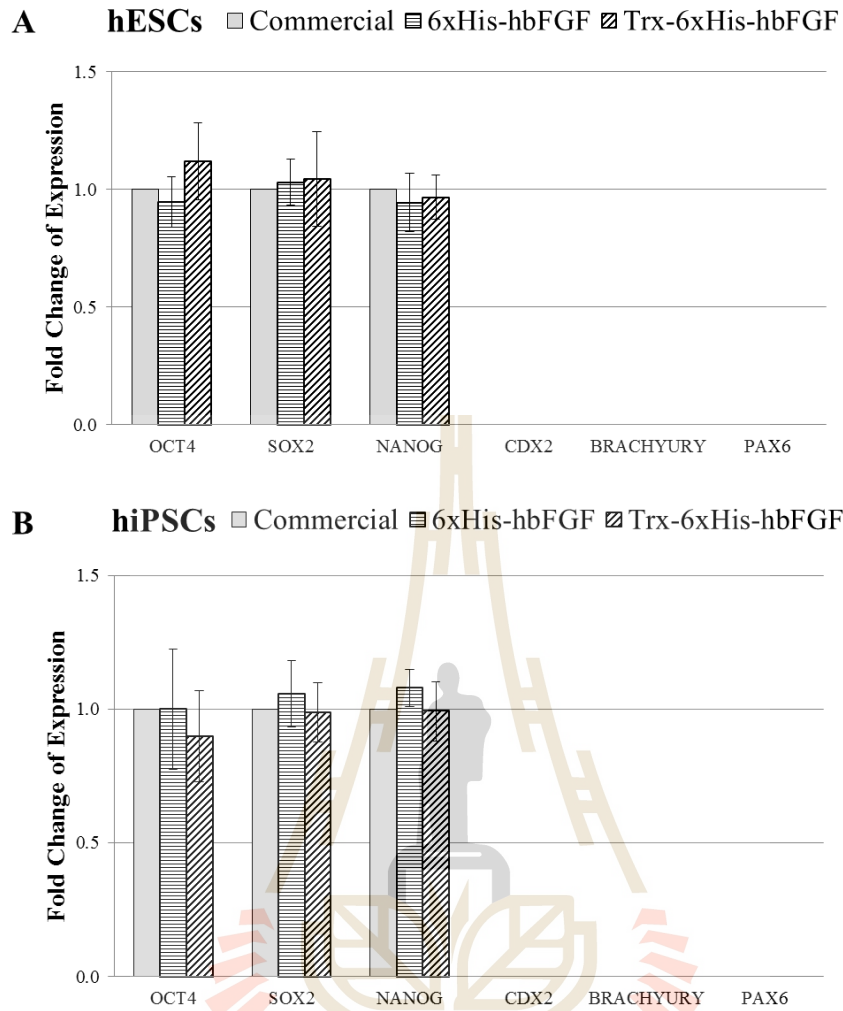 A hESCs Commercial 6xHis-hbFGF Trx-6xHis-hbFGF
Fold Change of Expression
1.5
1.0
0.5
0.0
OCT4 SOX2 NANOG CDX2 BRACHYURY PAX6
B hiPSCs Commercial 6xHis-hbFGF Trx-6xHis-hbFGF
Fold Change of Expression
1.5
1.0
0.5
0.0
OCT4 SOX2 NANOG CDX2 BRACHYURY PAX6